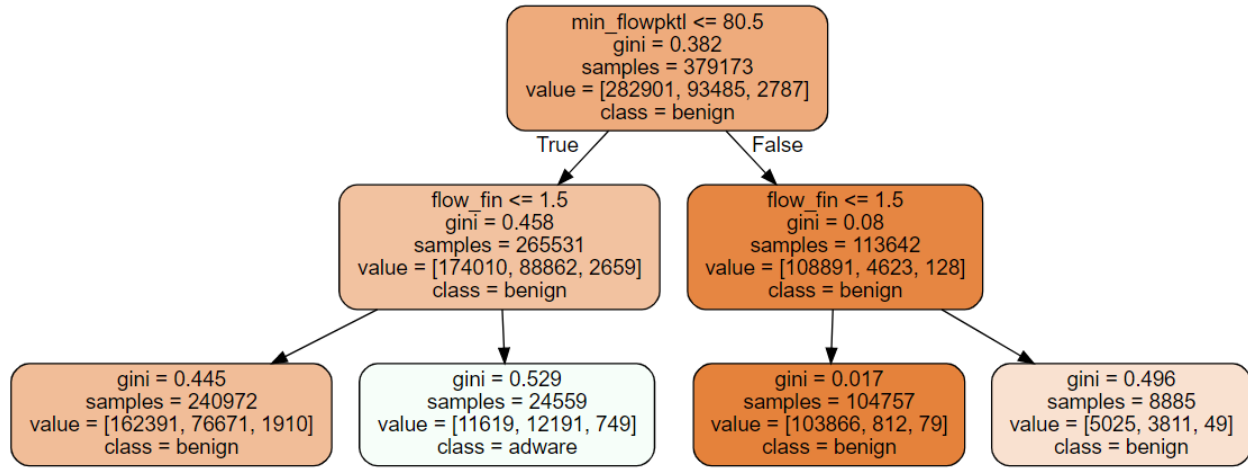 min_flowpktl <= 80.5
gini = 0.382
samples = 379173
value = [282901, 93485, 2787]
class = benign
True
False
flow_fin <= 1.5
gini = 0.458
samples = 265531
value = [174010, 88862, 2659]
class = benign
flow_fin <= 1.5
gini = 0.08
samples = 113642
value = [108891, 4623, 128]
class = benign
gini = 0.445
samples = 240972
value = [162391, 76671, 1910]
class = benign
gini = 0.529
samples = 24559
value = [11619, 12191, 749]
class = adware
gini = 0.017
samples = 104757
value = [103866, 812, 79]
class = benign
gini = 0.496
samples = 8885
value = [5025, 3811, 49]
class = benign